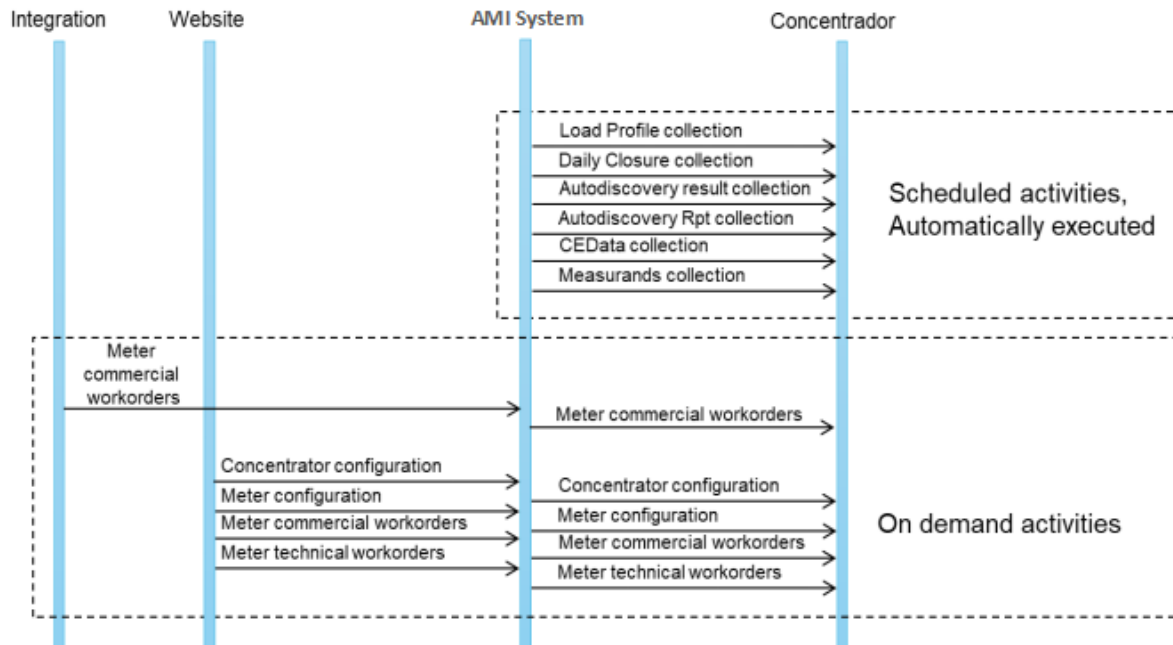 Integration
Website
AMI System
Concentrador
Load Profile collection
Daily Closure collection
Autodiscovery result collection
Autodiscovery Rpt collection
CEData collection
Measurands collection
Scheduled activities,
Automatically executed
Meter
commercial
workorders
Meter commercial workorders
Concentrator configuration
Meter configuration
Meter commercial workorders
Meter technical workorders
Concentrator configuration
Meter configuration
Meter commercial workorders
Meter technical workorders
On demand activities